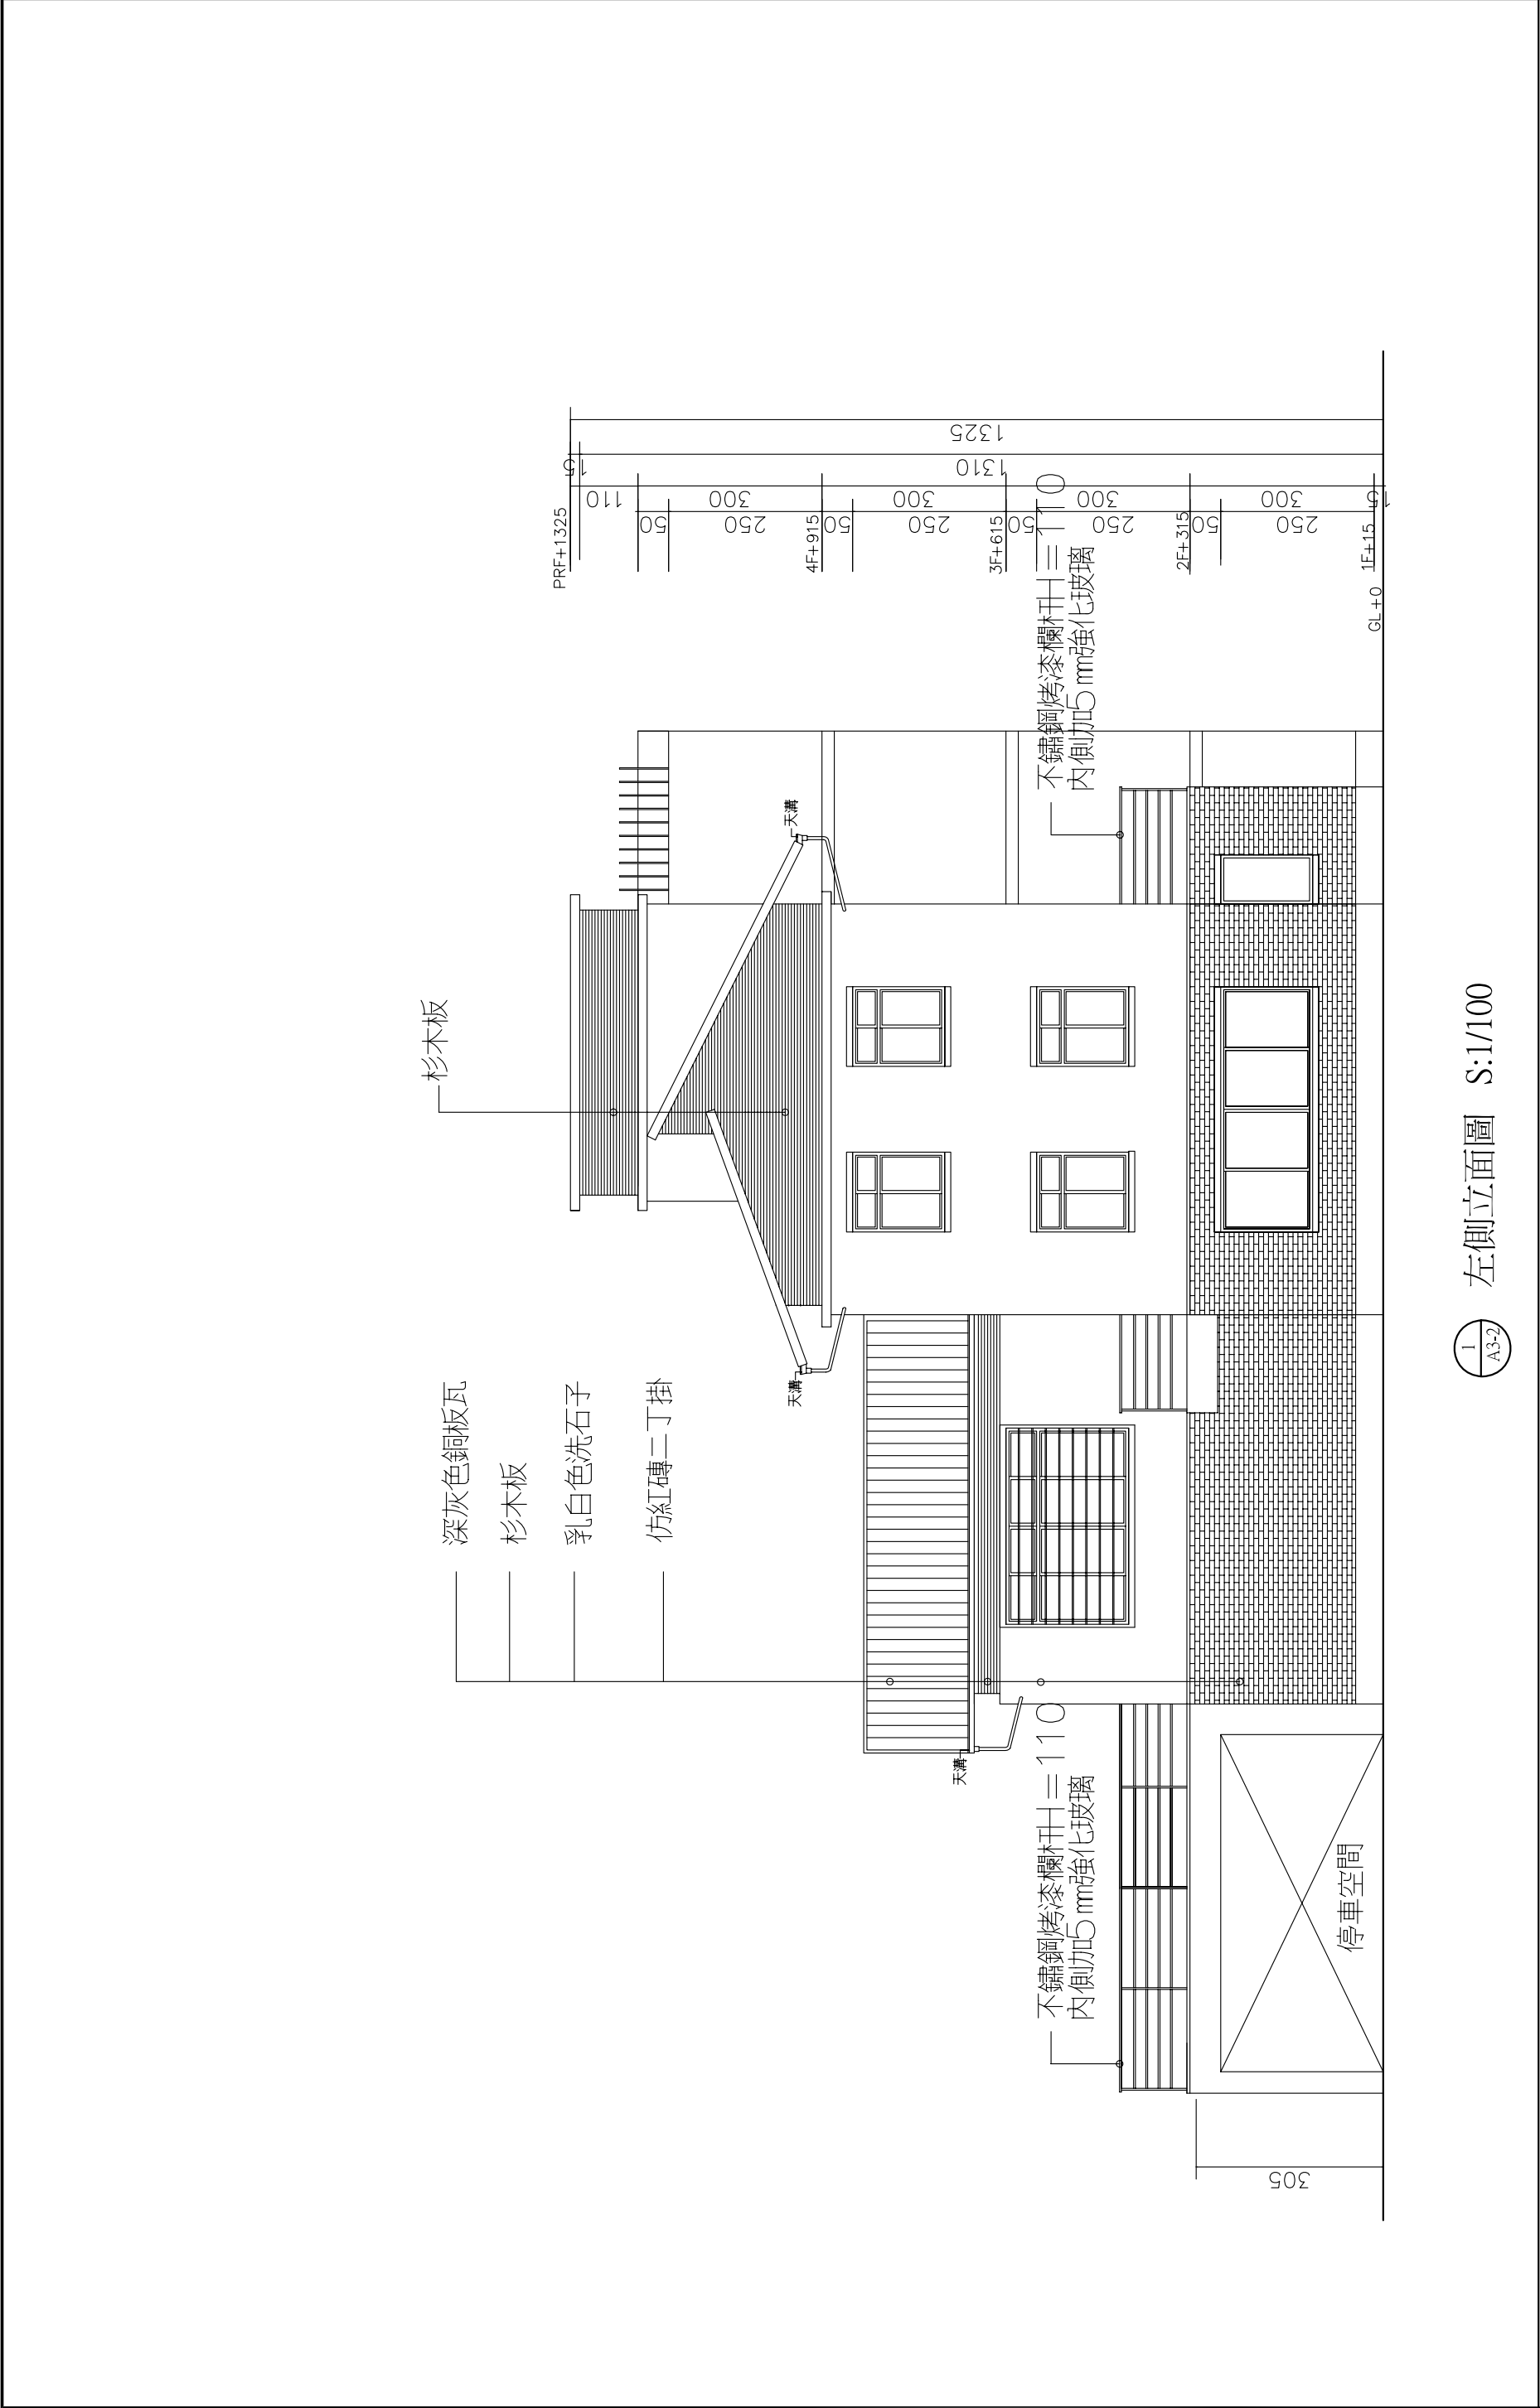 杉木板
深灰色鋼板瓦
杉木板
乳白色洗石子
仿紅磚二丁掛
天溝
天溝
天溝
不鏽鋼烤漆欄杆H=110
內側加5mm強化玻璃
不鏽鋼烤漆欄杆H=110
內側加5mm強化玻璃
停車空間
305
PRF+1325
4F+915
3F+615
2F+315
1F+15
GL+0
15
110
300
300
300
300
15
50
250
50
250
50
250
50
250
1310
1325
1
A3-2
左側立面圖 S:1/100